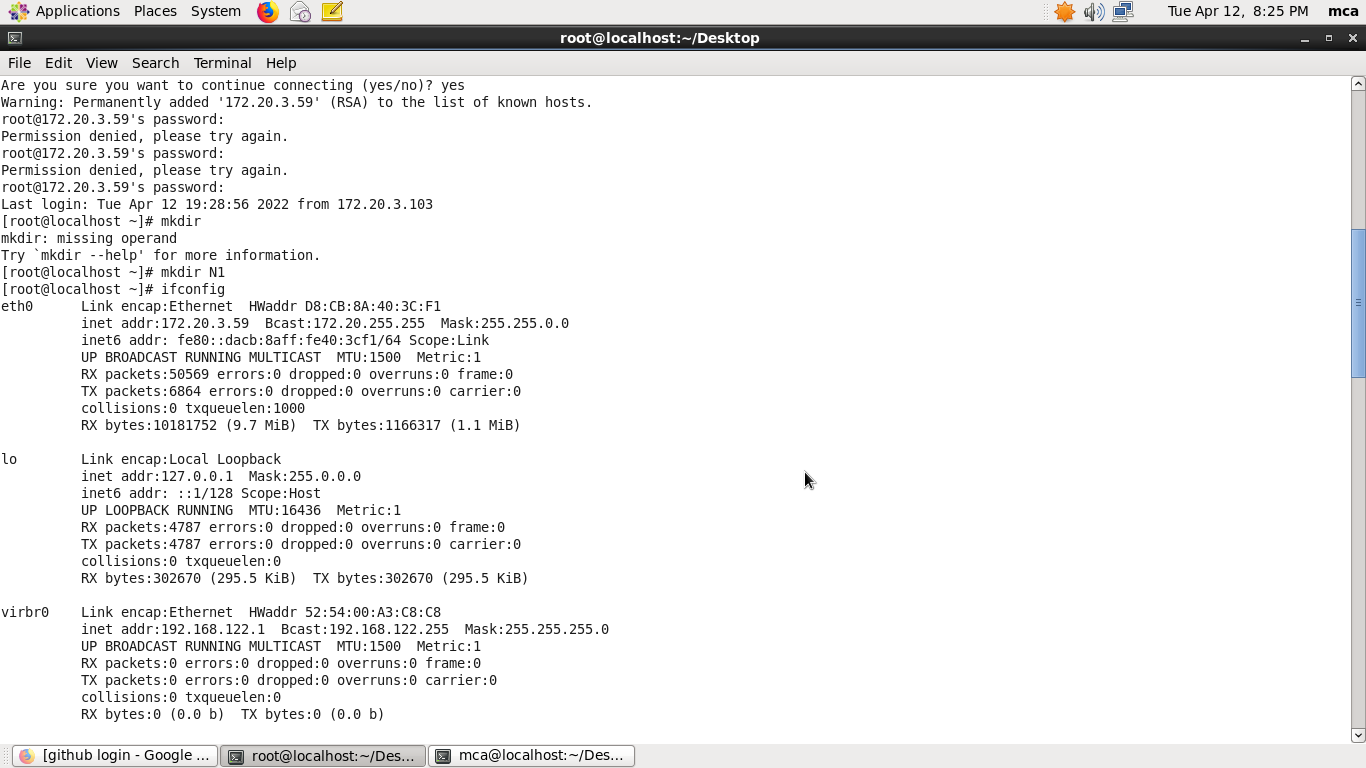 Applications Places System Tue Apr 12, 8:25 PM mca
root@localhost:~/Desktop
File Edit View Search Terminal Help
Are you sure you want to continue connecting (yes/no)? yes
Warning: Permanently added '172.20.3.59' (RSA) to the list of known hosts.
root@172.20.3.59's password:
Permission denied, please try again.
root@172.20.3.59's password:
Permission denied, please try again.
root@172.20.3.59's password:
Last login: Tue Apr 12 19:28:56 2022 from 172.20.3.103
[root@localhost ~]# mkdir
mkdir: missing operand
Try `mkdir --help' for more information.
[root@localhost ~]# mkdir N1
[root@localhost ~]# ifconfig
eth0      Link encap:Ethernet  HWaddr D8:CB:8A:40:3C:F1
          inet addr:172.20.3.59  Bcast:172.20.255.255  Mask:255.255.0.0
          inet6 addr: fe80::dacb:8aff:fe40:3cf1/64 Scope:Link
          UP BROADCAST RUNNING MULTICAST  MTU:1500  Metric:1
          RX packets:50569 errors:0 dropped:0 overruns:0 frame:0
          TX packets:6864 errors:0 dropped:0 overruns:0 carrier:0
          collisions:0 txqueuelen:1000
          RX bytes:10181752 (9.7 MiB)  TX bytes:1166317 (1.1 MiB)
lo        Link encap:Local Loopback
          inet addr:127.0.0.1  Mask:255.0.0.0
          inet6 addr: ::1/128 Scope:Host
          UP LOOPBACK RUNNING  MTU:16436  Metric:1
          RX packets:4787 errors:0 dropped:0 overruns:0 frame:0
          TX packets:4787 errors:0 dropped:0 overruns:0 carrier:0
          collisions:0 txqueuelen:0
          RX bytes:302670 (295.5 KiB)  TX bytes:302670 (295.5 KiB)
virbr0    Link encap:Ethernet  HWaddr 52:54:00:A3:C8:C8
          inet addr:192.168.122.1  Bcast:192.168.122.255  Mask:255.255.255.0
          UP BROADCAST RUNNING MULTICAST  MTU:1500  Metric:1
          RX packets:0 errors:0 dropped:0 overruns:0 frame:0
          TX packets:0 errors:0 dropped:0 overruns:0 carrier:0
          collisions:0 txqueuelen:0
          RX bytes:0 (0.0 b)  TX bytes:0 (0.0 b)
[github login - Google ... root@localhost:~/Des... mca@localhost:~/Des...